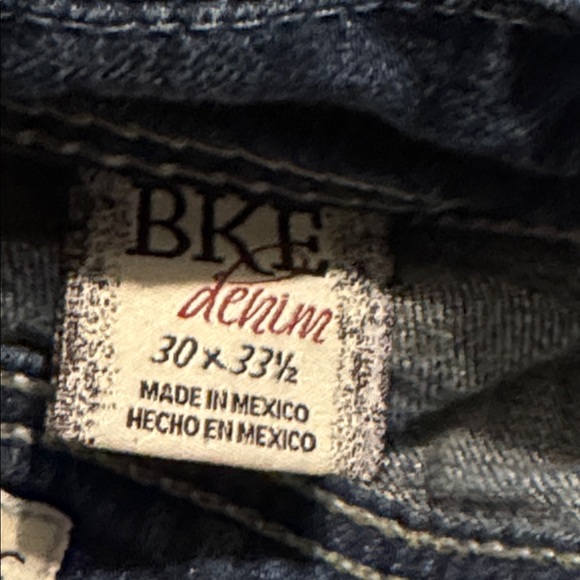 BKE
denim
30 x 33½
MADE IN MEXICO
HECHO EN MEXICO